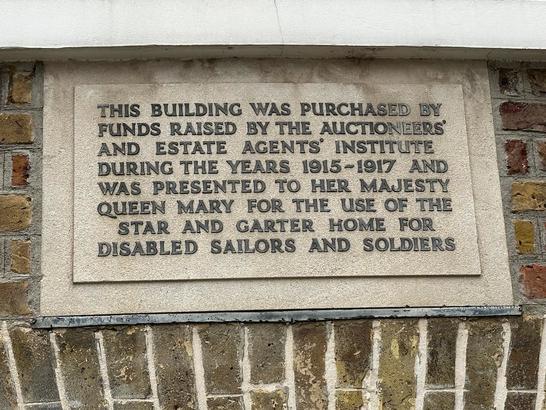 THIS BUILDING WAS PURCHASED BY
FUNDS RAISED BY THE AUCTIONEERS'
AND ESTATE AGENTS' INSTITUTE
DURING THE YEARS 1915-1917 AND
WAS PRESENTED TO HER MAJESTY
QUEEN MARY FOR THE USE OF THE
STAR AND GARTER HOME FOR
DISABLED SAILORS AND SOLDIERS